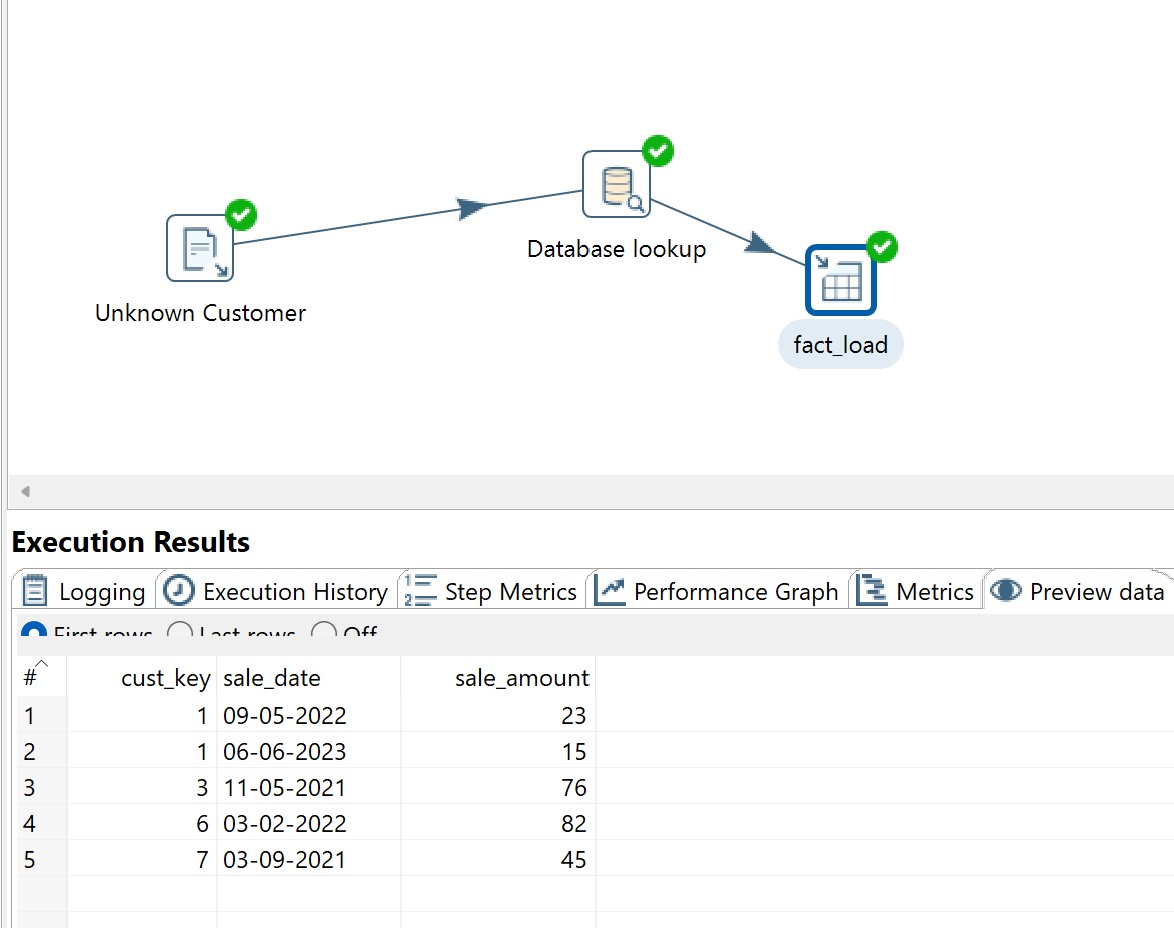 Database lookup
Unknown Customer
fact_load
Execution Results
Logging Execution History Step Metrics Performance Graph Metrics Preview data
First rows Last rows Off
# cust_key sale_date sale_amount
1 1 09-05-2022 23
2 1 06-06-2023 15
3 3 11-05-2021 76
4 6 03-02-2022 82
5 7 03-09-2021 45